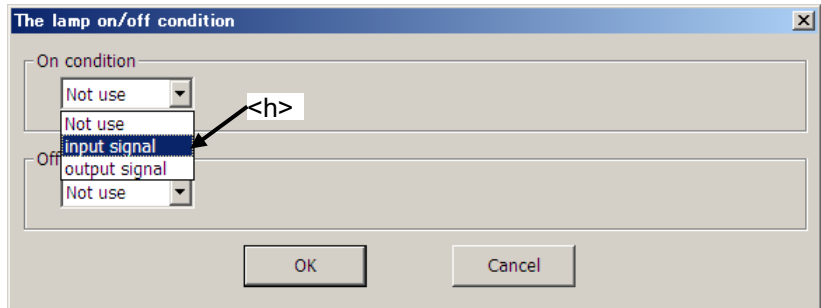 The lamp on/off condition
On condition
Not use
<h>
Not use
input signal
Off
output signal
Not use
OK
Cancel